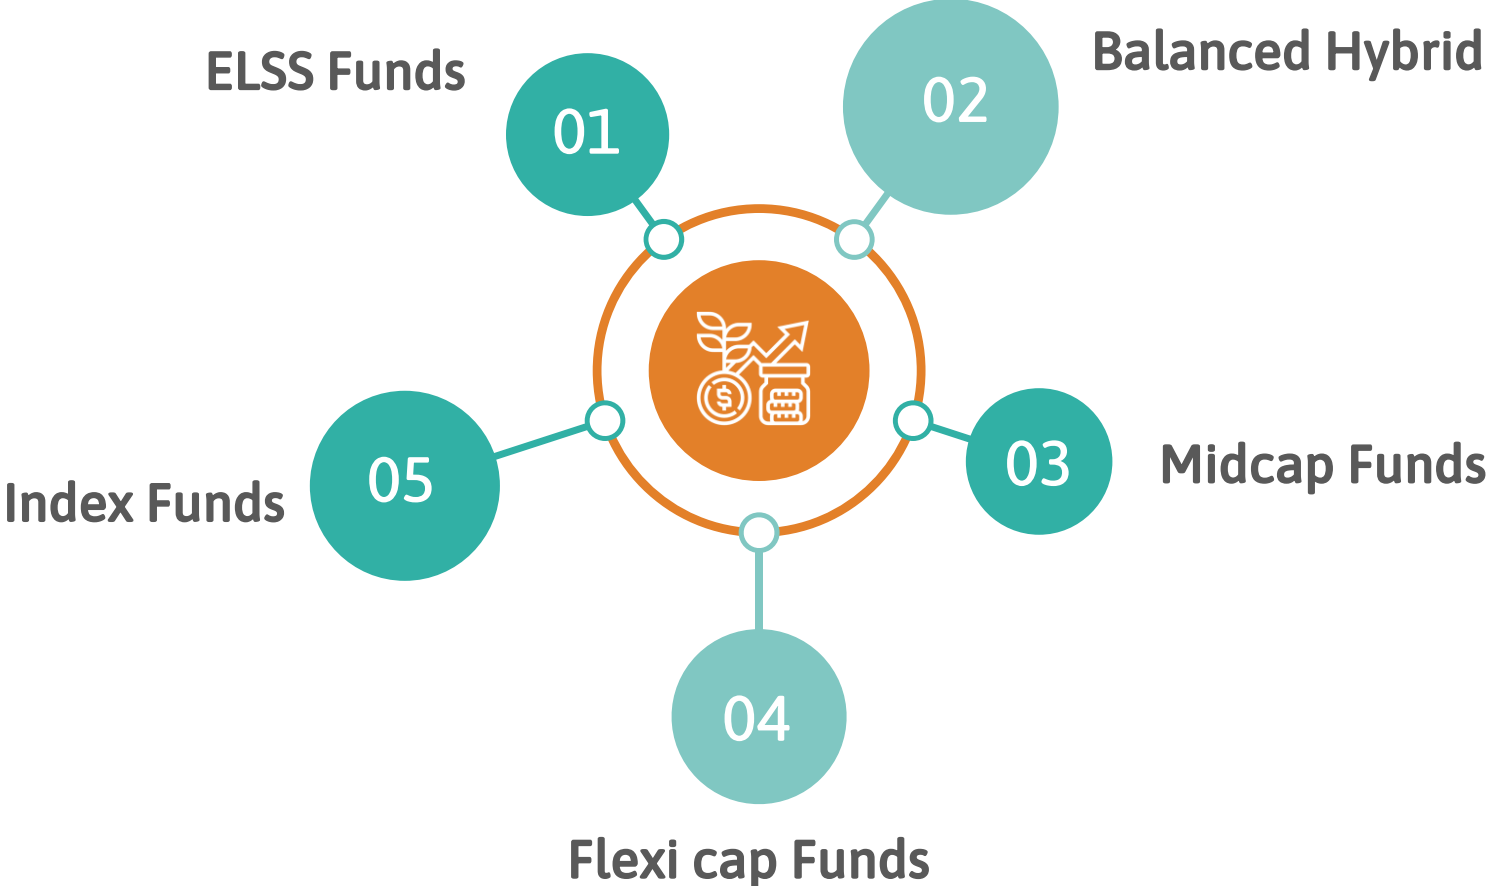 ELSS Funds
01
02
Balanced Hybrid
$
03
Midcap Funds
04
Flexi cap Funds
05
Index Funds